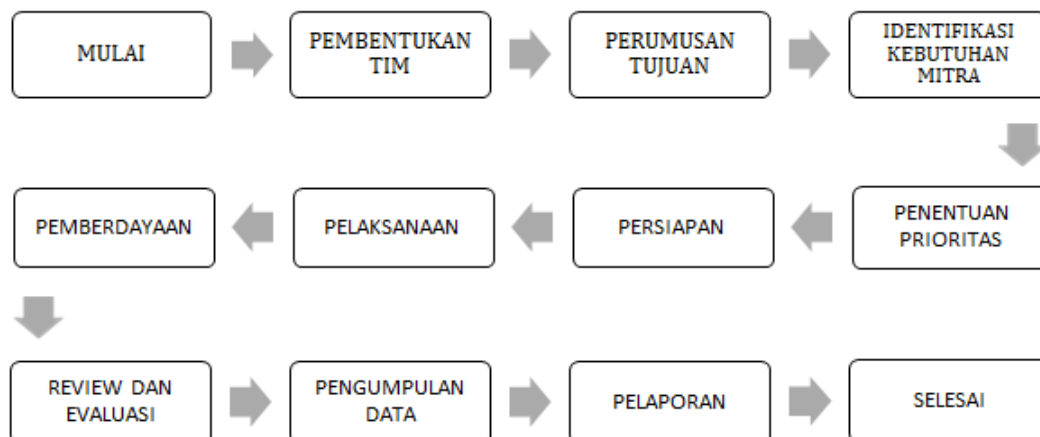 MULAI
PEMBENTUKAN
TIM
PERUMUSAN
TUJUAN
IDENTIFIKASI
KEBUTUHAN
MITRA
PENENTUAN
PRIORITAS
PERSIAPAN
PELAKSANAAN
PEMBERDAYAAN
REVIEW DAN
EVALUASI
PENGUMPULAN
DATA
PELAPORAN
SELESAI